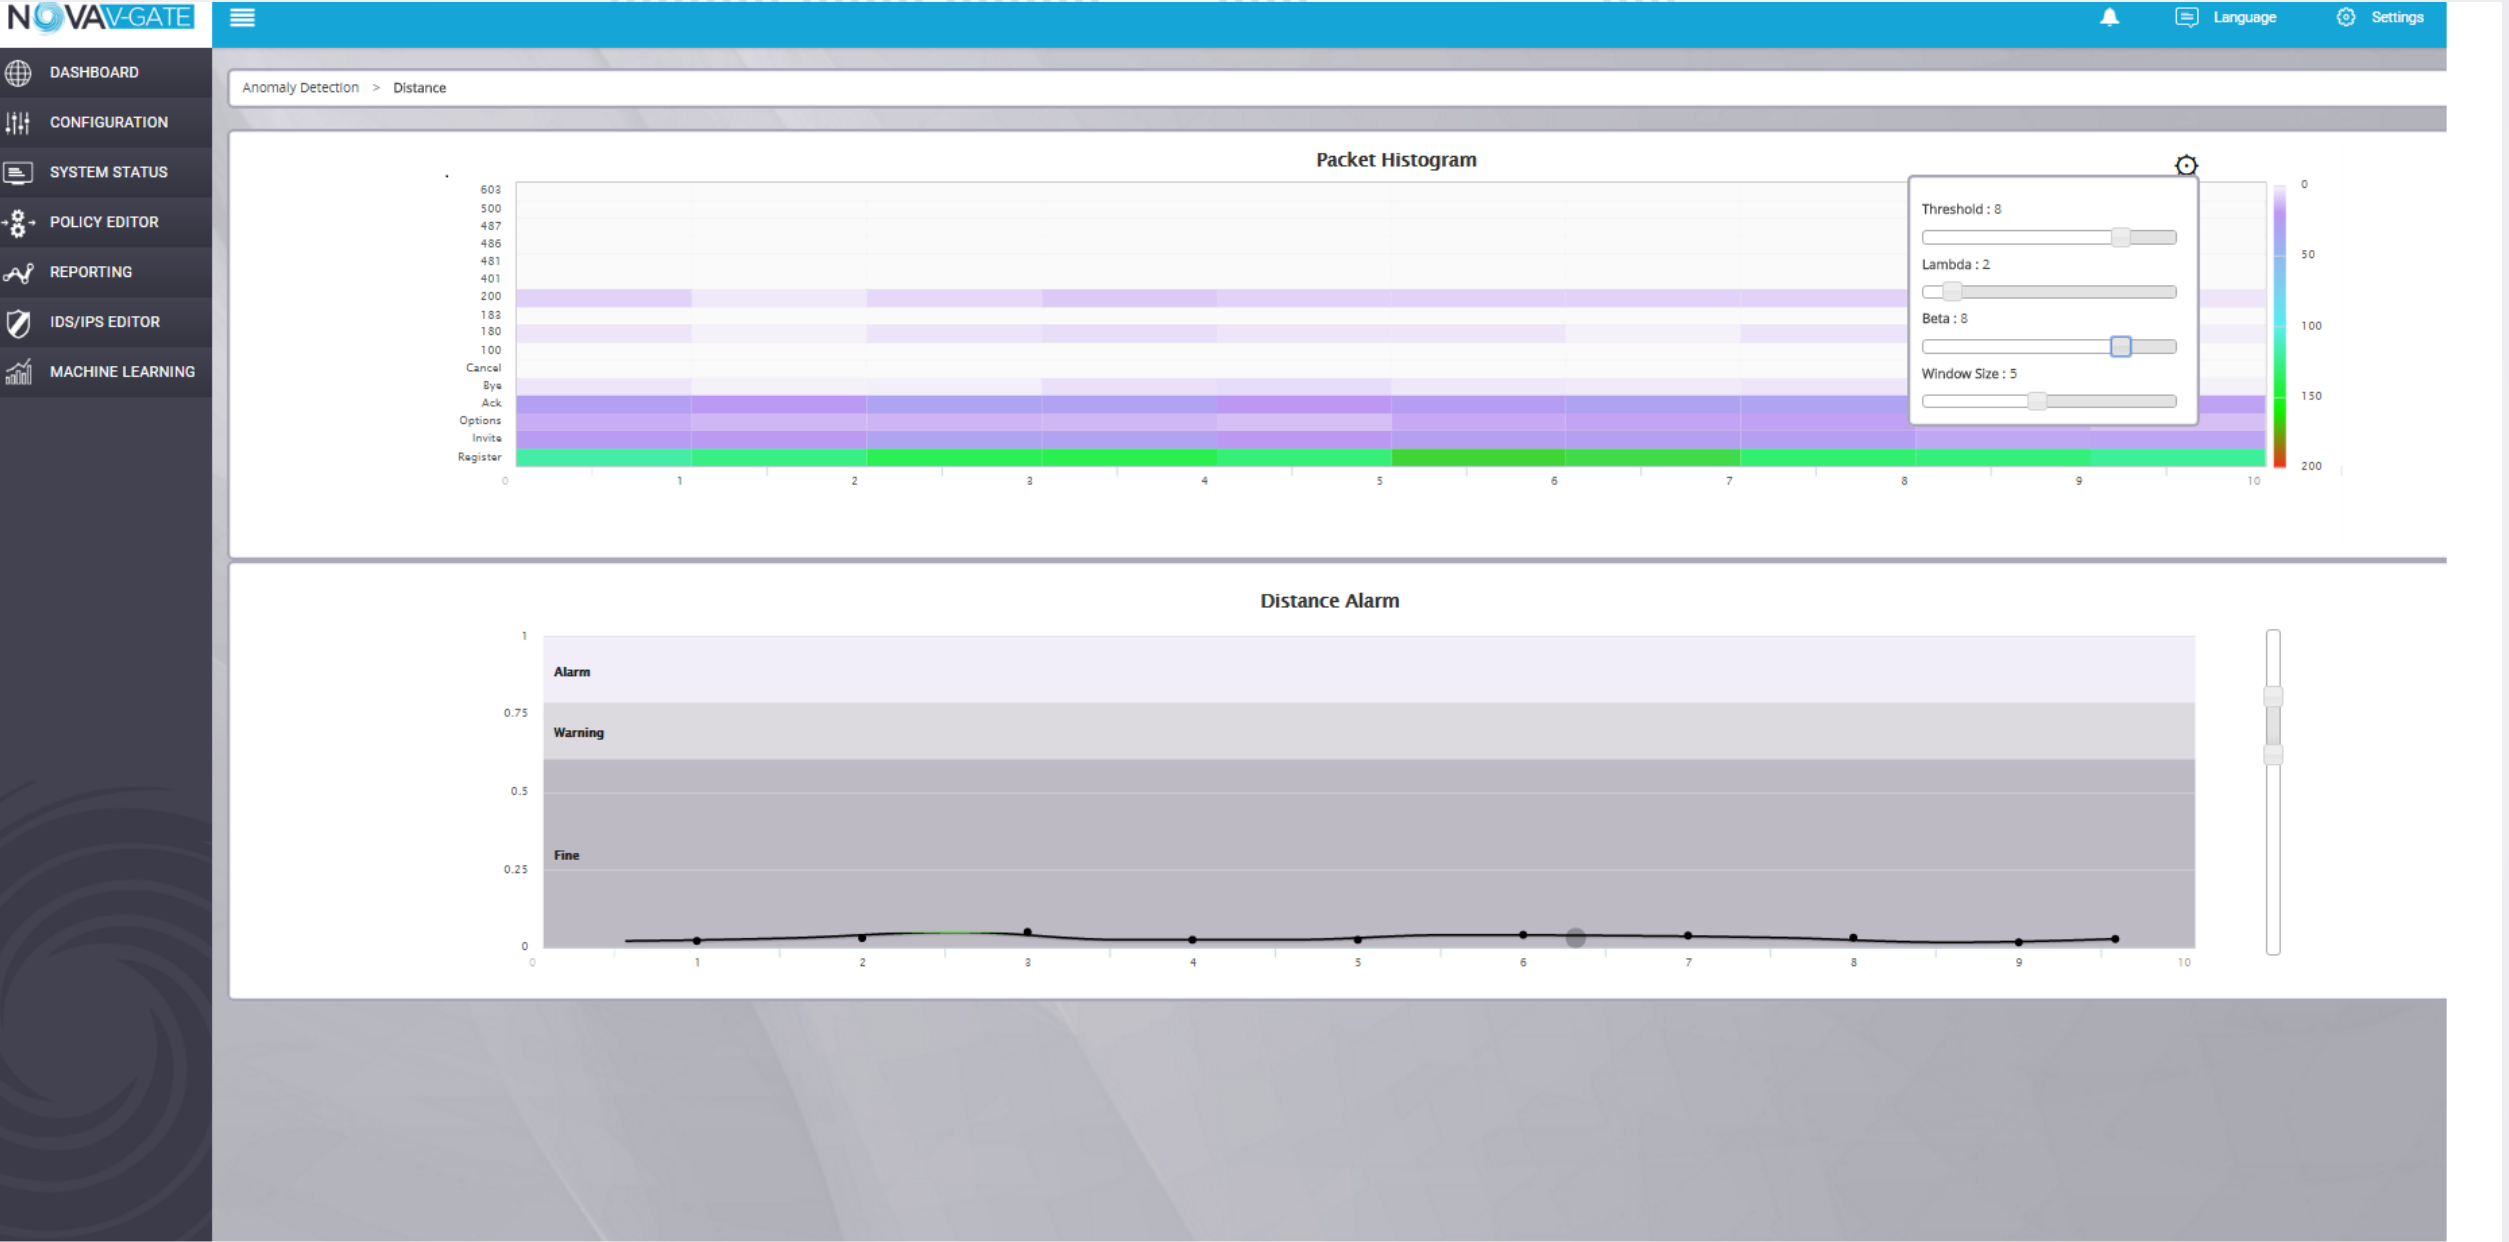 NOVA V-GATE
Language
Settings
DASHBOARD
CONFIGURATION
SYSTEM STATUS
POLICY EDITOR
REPORTING
IDS/IPS EDITOR
MACHINE LEARNING
Anomaly Detection > Distance
Packet Histogram
603
500
487
486
481
401
200
183
180
100
Cancel
Bye
Ack
Options
Invite
Register
0 1 2 3 4 5 6 7 8 9 10
Threshold : 8
Lambda : 2
Beta : 8
Window Size : 5
0
50
100
150
200
Distance Alarm
1
Alarm
0.75
Warning
0.5
Fine
0.25
0
0 1 2 3 4 5 6 7 8 9 10